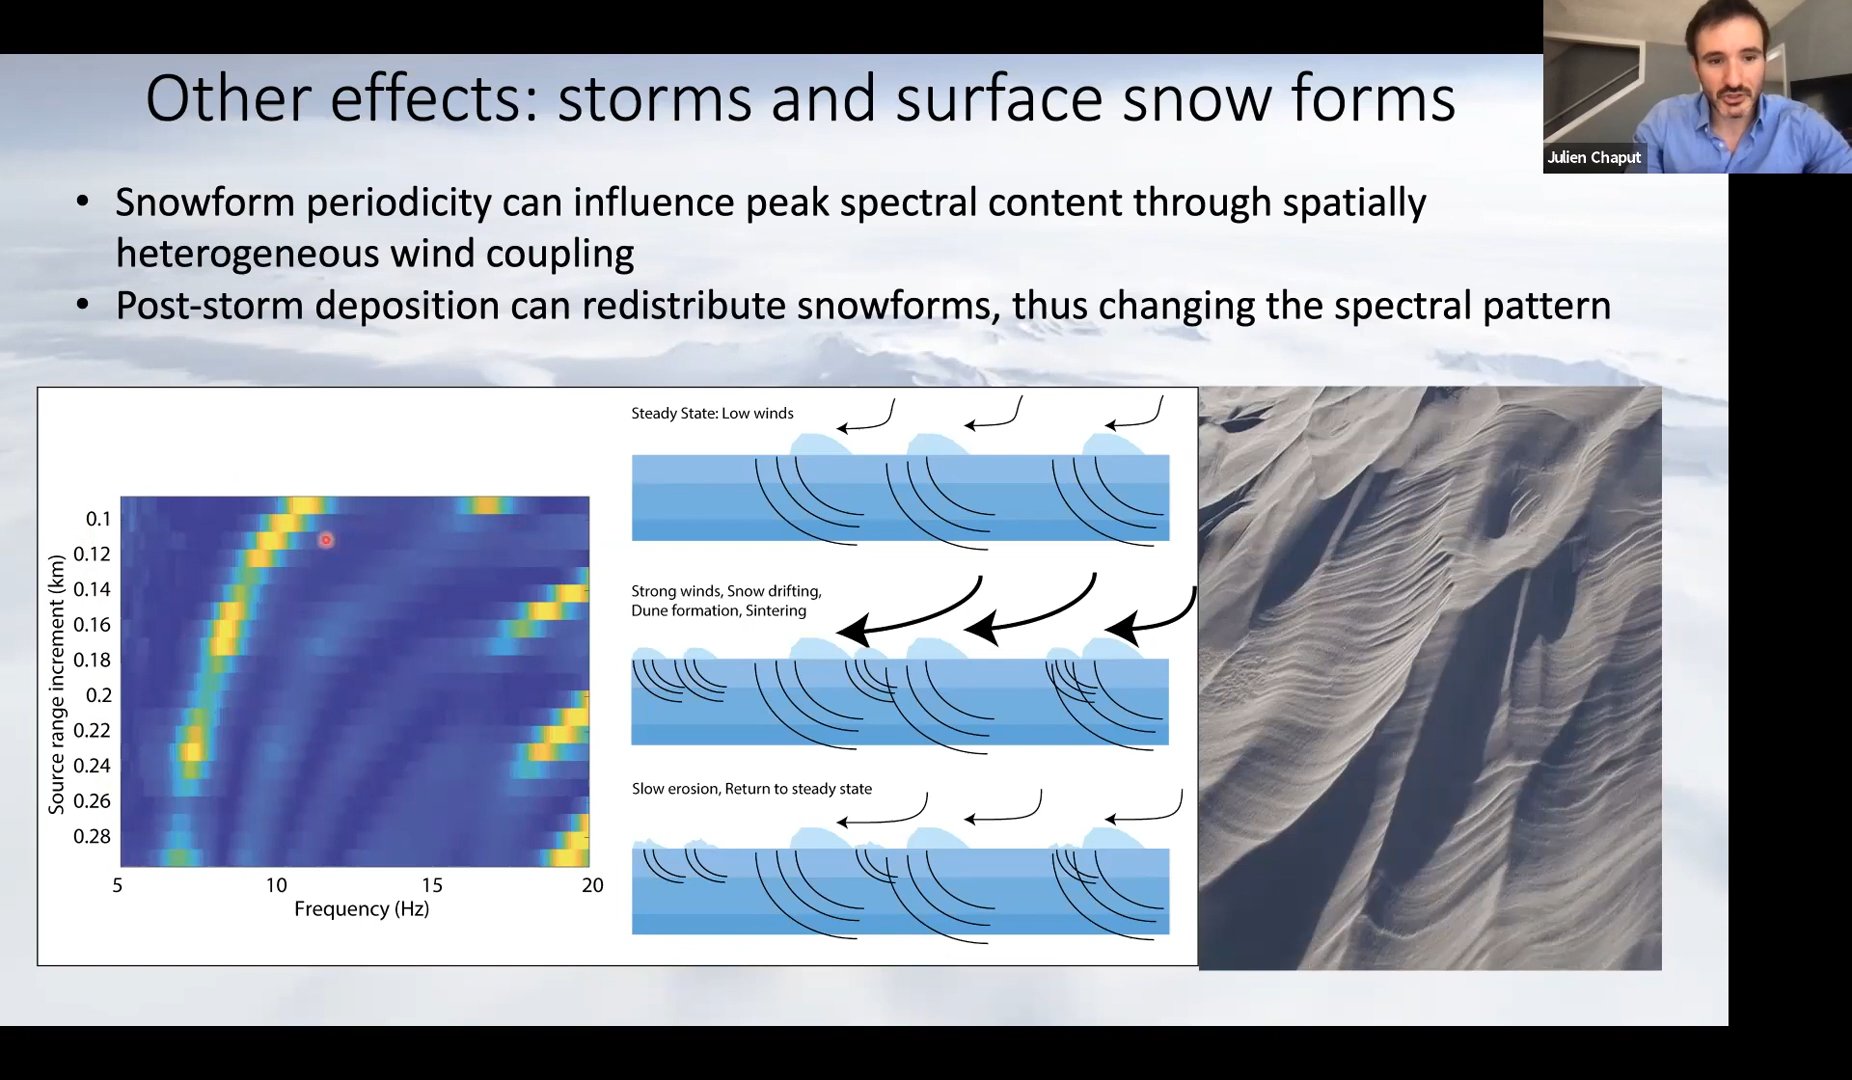 Other effects: storms and surface snow forms
Julien Chaput
• Snowform periodicity can influence peak spectral content through spatially
heterogeneous wind coupling
• Post-storm deposition can redistribute snowforms, thus changing the spectral pattern
Source range increment (km)
0.1
0.12
0.14
0.16
0.18
0.2
0.22
0.24
0.26
0.28
5 10 15 20
Frequency (Hz)
Steady State: Low winds
Strong winds, Snow drifting,
Dune formation, Sintering
Slow erosion, Return to steady state